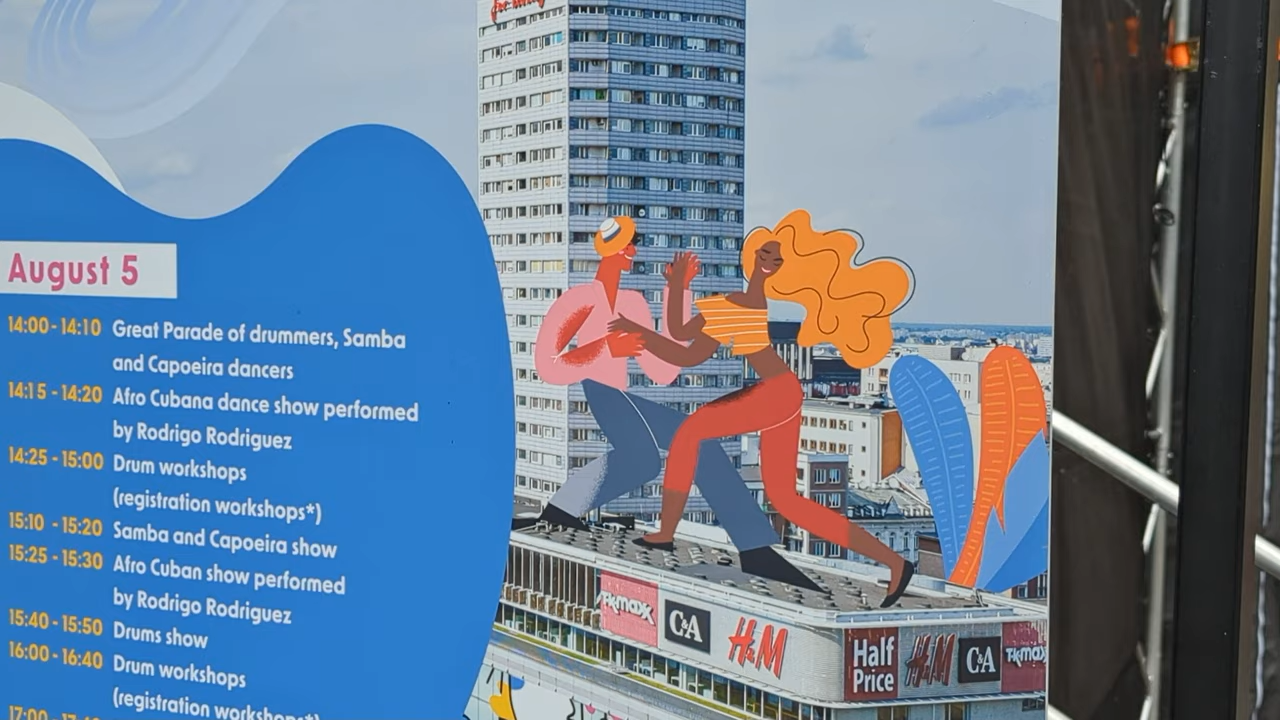 August 5
14:00 - 14:10 Great Parade of drummers, Samba
and Capoeira dancers
14:15 - 14:20 Afro Cubana dance show performed
by Rodrigo Rodriguez
14:25 - 15:00 Drum workshops
(registration workshops*)
15:10 - 15:20 Samba and Capoeira show
15:25 - 15:30 Afro Cuban show performed
by Rodrigo Rodriguez
15:40 - 15:50 Drums show
16:00 - 16:40 Drum workshops
(registration workshops*)
TK-maxx
C&A
H&M
Half
Price
H&M
C&A
TK-maxx